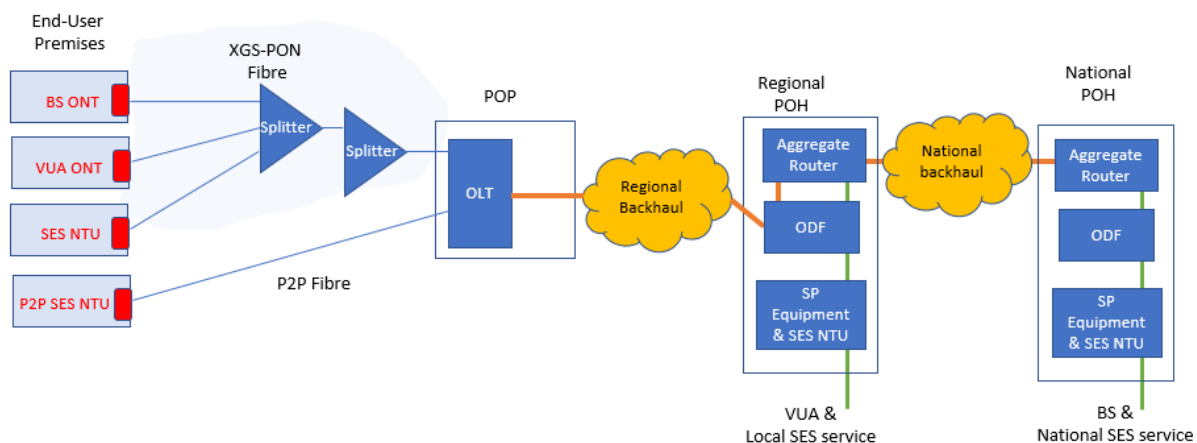 End-User
Premises
BS ONT
VUA ONT
SES NTU
P2P SES NTU
XGS-PON
Fibre
Splitter
Splitter
P2P Fibre
POP
OLT
Regional
Backhaul
Regional
POH
Aggregate
Router
ODF
SP
Equipment
& SES NTU
VUA &
Local SES service
National
backhaul
National
POH
Aggregate
Router
ODF
SP
Equipment
& SES NTU
BS &
National SES service